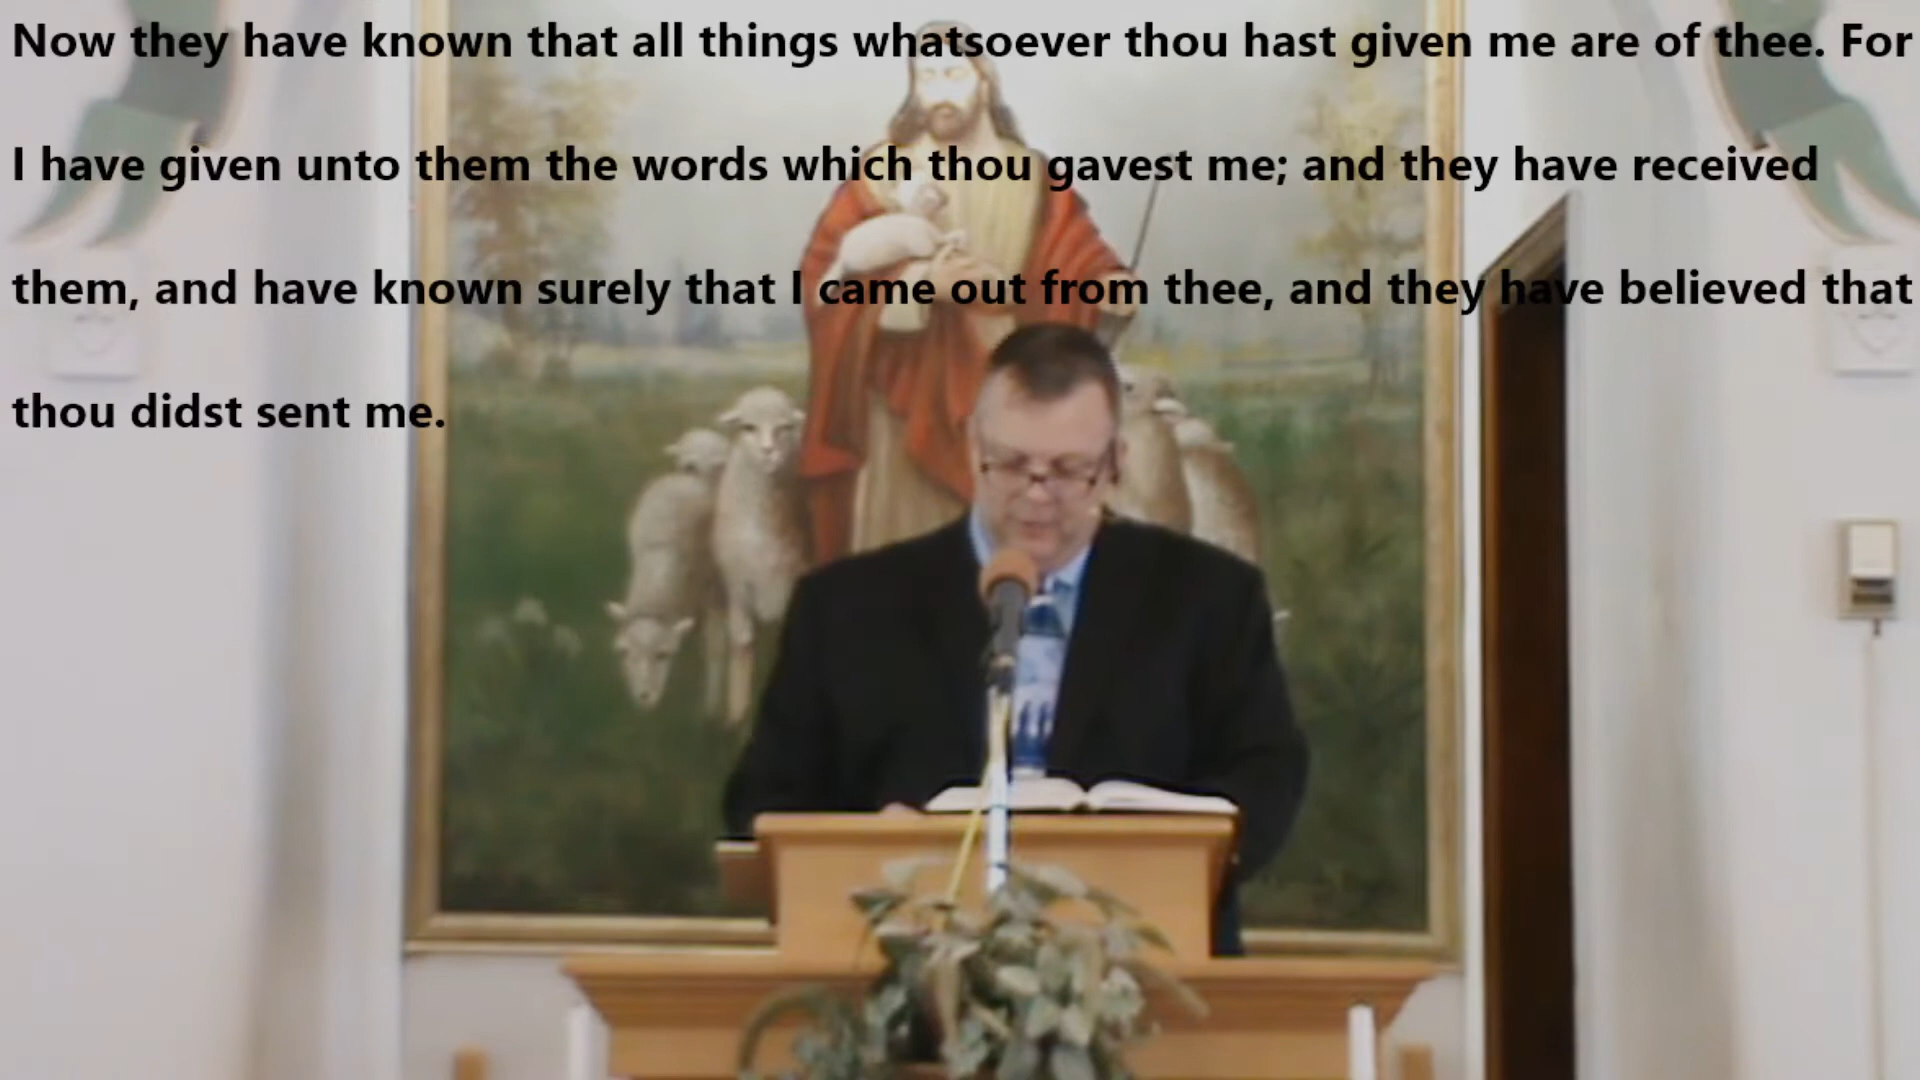 Now they have known that all things whatsoever thou hast given me are of thee. For
I have given unto them the words which thou gavest me; and they have received
them, and have known surely that I came out from thee, and they have believed that
thou didst sent me.